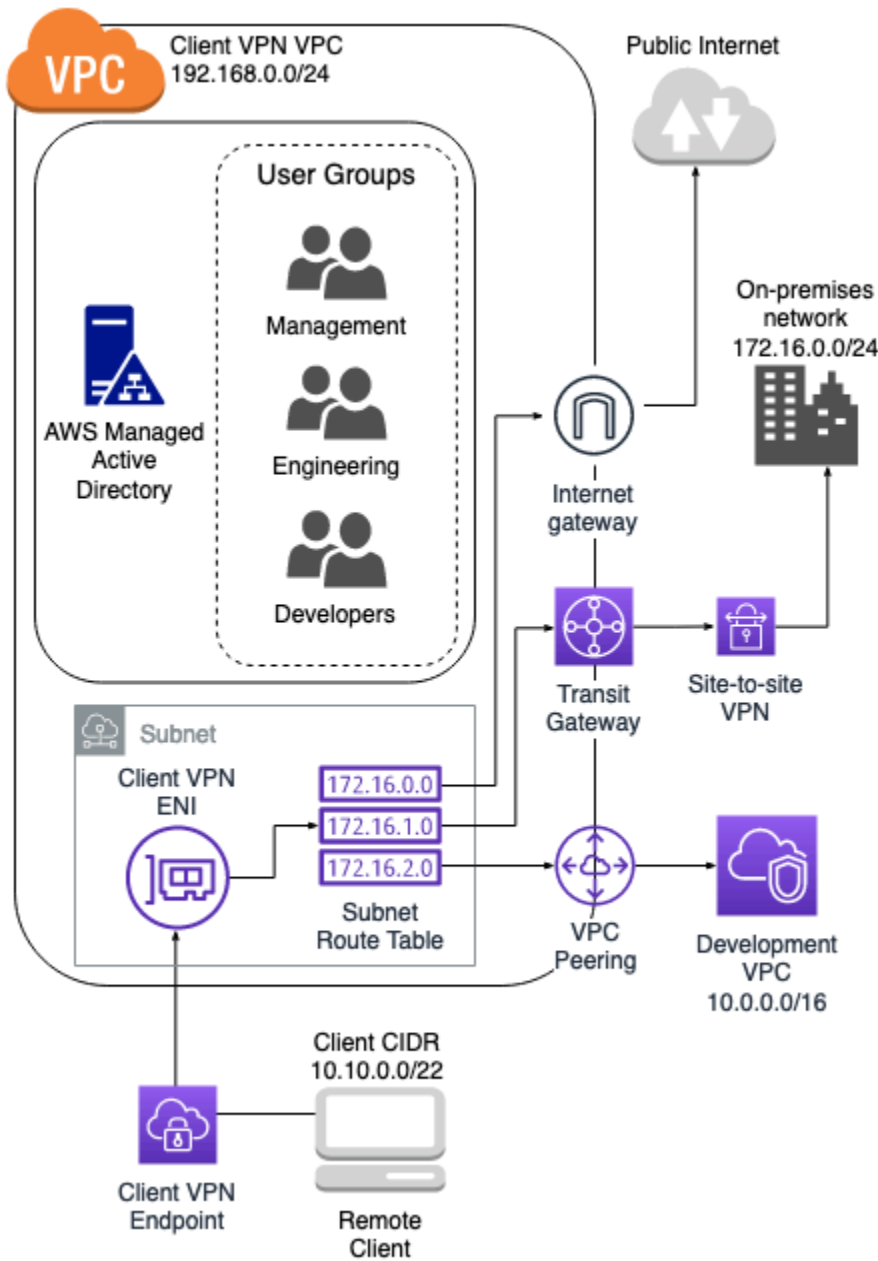 VPC
Client VPN VPC
192.168.0.0/24
Public Internet
User Groups
Management
Engineering
Developers
AWS Managed
Active
Directory
On-premises
network
172.16.0.0/24
Internet
gateway
Transit
Gateway
Site-to-site
VPN
Subnet
Client VPN
ENI
172.16.0.0
172.16.1.0
172.16.2.0
Subnet
Route Table
VPC
Peering
Development
VPC
10.0.0.0/16
Client CIDR
10.10.0.0/22
Client VPN
Endpoint
Remote
Client